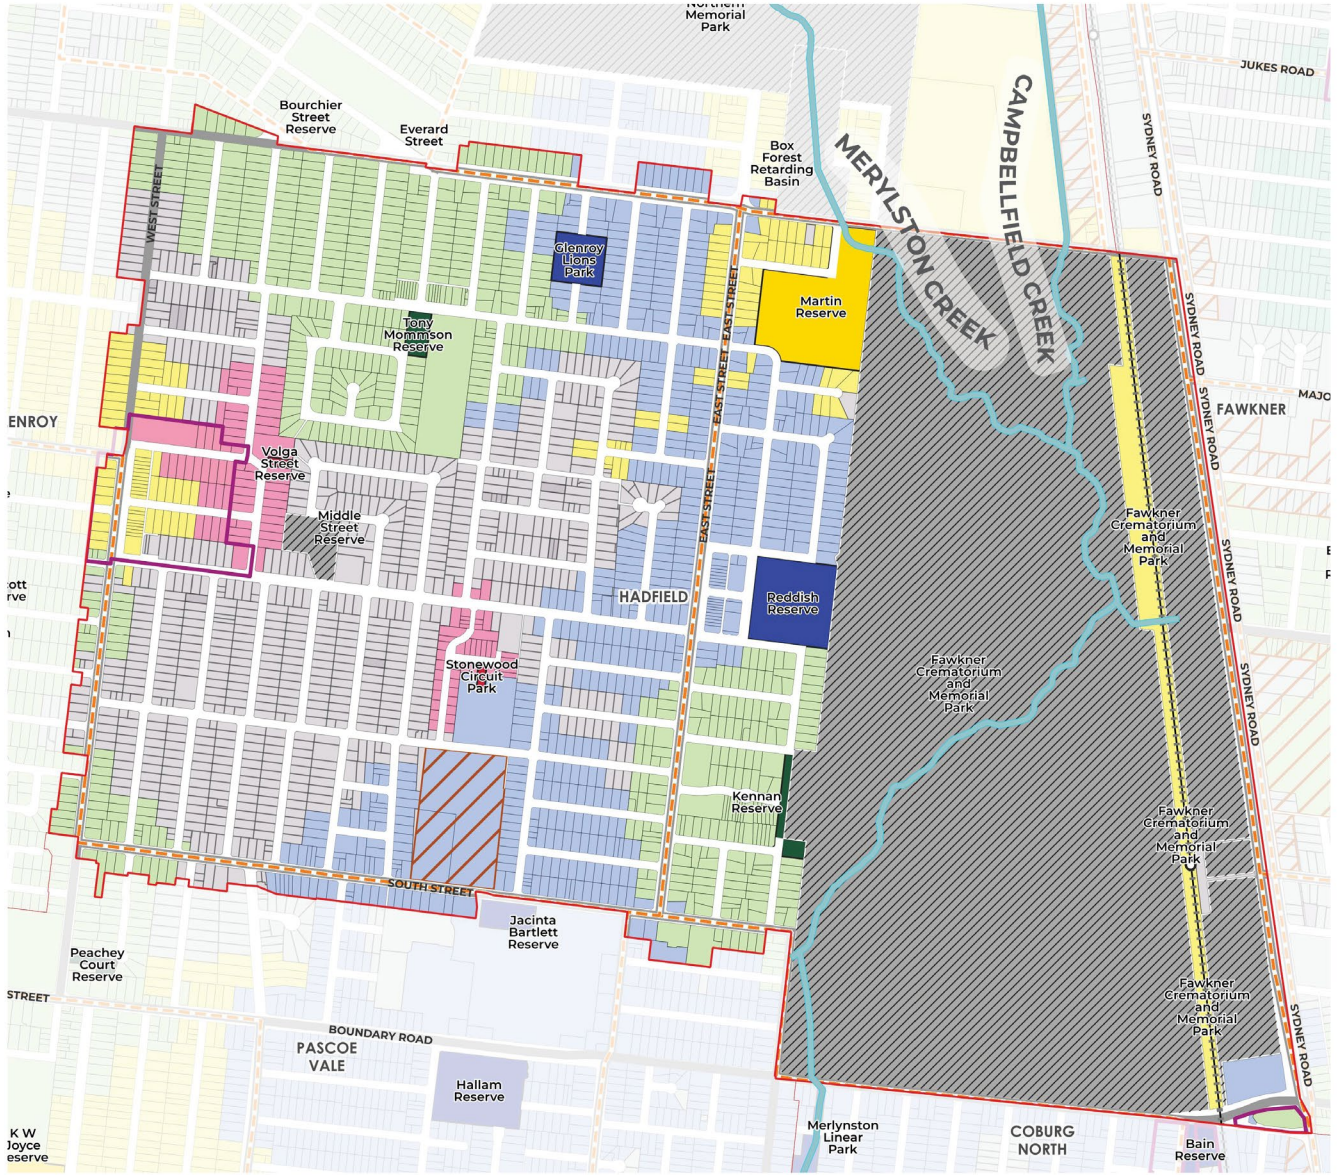 Northern
Memorial
Park
JUKES ROAD
CAMPBELLFIELD CREEK
SYDNEY ROAD
SYDNEY ROAD
Bourchier
Street
Reserve
Everard
Street
Box
Forest
Retarding
Basin
MERYLSTON CREEK
WEST STREET
Glenroy
Lions
Park
EAST STREET
Martin
Reserve
SYDNEY ROAD
Tony
Mommson
Reserve
EAST STREET
MAJO
FAWKNER
SYDNEY ROAD
ENROY
Volga
Street
Reserve
EAST STREET
Middle
Street
Reserve
Fawkner
Crematorium
and
Memorial
Park
SYDNEY ROAD
ott
rve
HADFIELD
Reddish
Reserve
Stonewood
Circuit
Park
Fawkner
Crematorium
and
Memorial
Park
SYDNEY ROAD
Kennan
Reserve
Fawkner
Crematorium
and
Memorial
Park
SOUTH STREET
Jacinta
Bartlett
Reserve
Peachey
Court
Reserve
Fawkner
Crematorium
and
Memorial
Park
STREET
BOUNDARY ROAD
SYDNEY ROAD
PASCOE
VALE
Hallam
Reserve
K W
Joyce
eserve
Merlynston
Linear
Park
COBURG
NORTH
Bain
Reserve